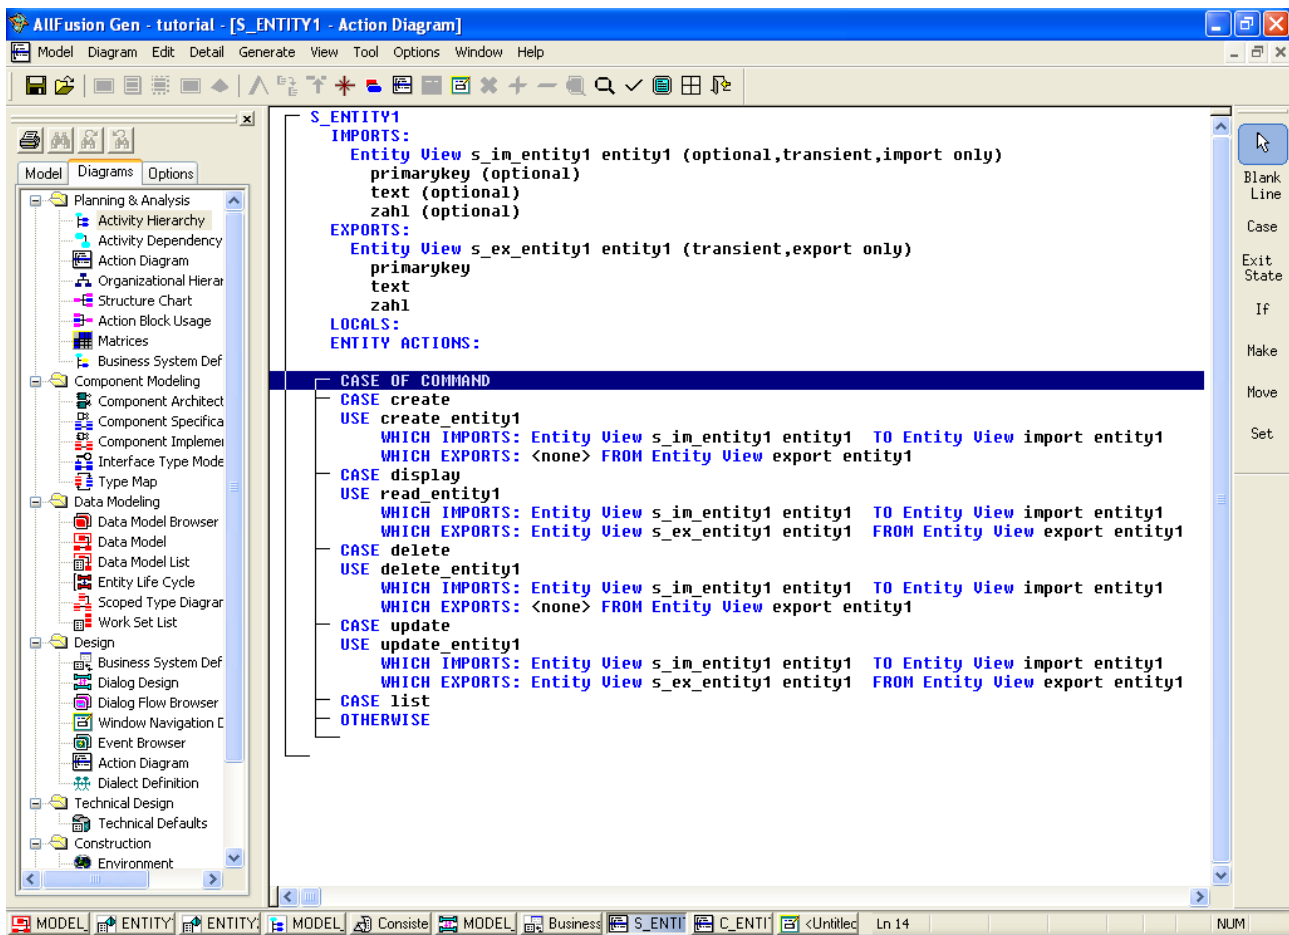 AllFusion Gen - tutorial - [S_ENTITY1 - Action Diagram]
Model Diagram Edit Detail Generate View Tool Options Window Help
Model Diagrams Options
Planning & Analysis
Activity Hierarchy
Activity Dependency
Action Diagram
Organizational Hierar
Structure Chart
Action Block Usage
Matrices
Business System Def
Component Modeling
Component Architect
Component Specifica
Component Implemer
Interface Type Mode
Type Map
Data Modeling
Data Model Browser
Data Model
Data Model List
Entity Life Cycle
Scoped Type Diagrar
Work Set List
Design
Business System Def
Dialog Design
Dialog Flow Browser
Window Navigation D
Event Browser
Action Diagram
Dialect Definition
Technical Design
Technical Defaults
Construction
Environment
S_ENTITY1
IMPORTS:
Entity View s_im_entity1 entity1 (optional,transient,import only)
primarykey (optional)
text (optional)
zahl (optional)
EXPORTS:
Entity View s_ex_entity1 entity1 (transient,export only)
primarykey
text
zahl
LOCALS:
ENTITY ACTIONS:
CASE OF COMMAND
CASE create
USE create_entity1
WHICH IMPORTS: Entity View s_im_entity1 entity1 TO Entity View import entity1
WHICH EXPORTS: <none> FROM Entity View export entity1
CASE display
USE read_entity1
WHICH IMPORTS: Entity View s_im_entity1 entity1 TO Entity View import entity1
WHICH EXPORTS: Entity View s_ex_entity1 entity1 FROM Entity View export entity1
CASE delete
USE delete_entity1
WHICH IMPORTS: Entity View s_im_entity1 entity1 TO Entity View import entity1
WHICH EXPORTS: <none> FROM Entity View export entity1
CASE update
USE update_entity1
WHICH IMPORTS: Entity View s_im_entity1 entity1 TO Entity View import entity1
WHICH EXPORTS: Entity View s_ex_entity1 entity1 FROM Entity View export entity1
CASE list
OTHERWISE
Blank
Line
Case
Exit
State
If
Make
Move
Set
MODEL_ ENTITY ENTITY: MODEL_ Consiste MODEL_ Business S_ENTI C_ENTI <Untitlec Ln 14 NUM